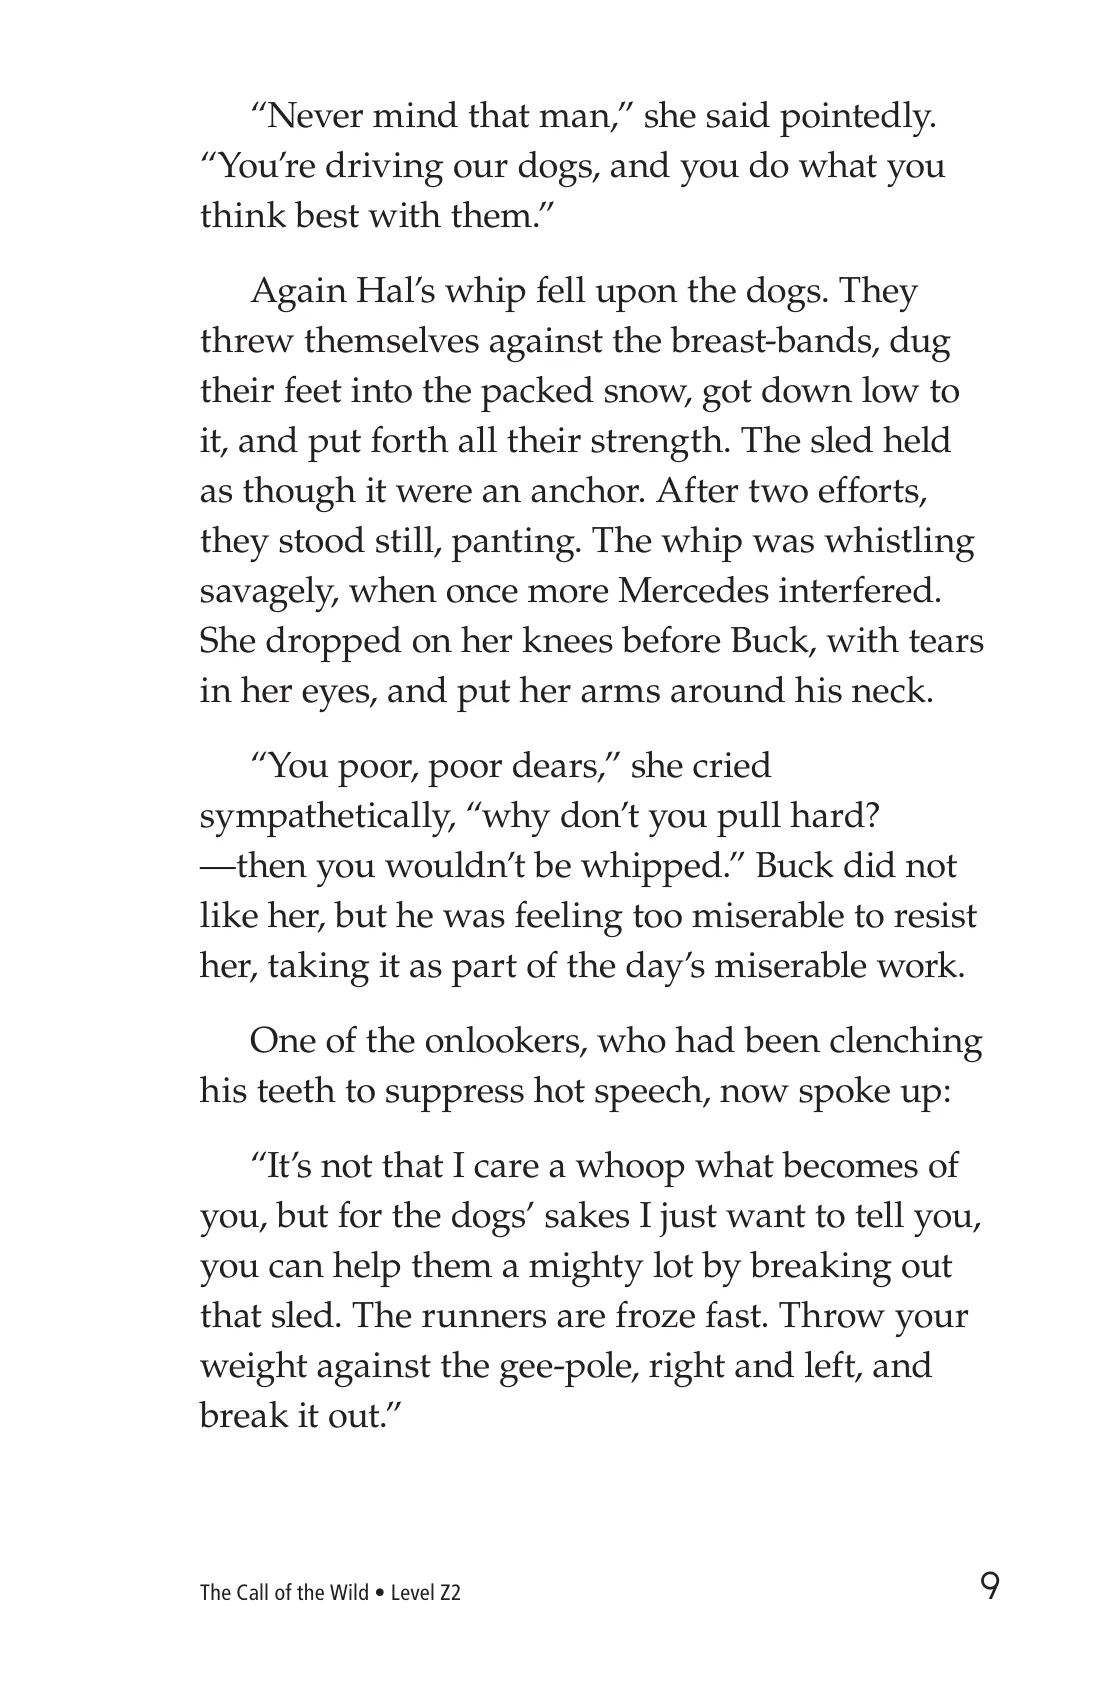 “Never mind that man,” she said pointedly.
“You’re driving our dogs, and you do what you
think best with them.”
Again Hal’s whip fell upon the dogs. They
threw themselves against the breast-bands, dug
their feet into the packed snow, got down low to
it, and put forth all their strength. The sled held
as though it were an anchor. After two efforts,
they stood still, panting. The whip was whistling
savagely, when once more Mercedes interfered.
She dropped on her knees before Buck, with tears
in her eyes, and put her arms around his neck.
“You poor, poor dears,” she cried
sympathetically, “why don’t you pull hard?
—then you wouldn’t be whipped.” Buck did not
like her, but he was feeling too miserable to resist
her, taking it as part of the day’s miserable work.
One of the onlookers, who had been clenching
his teeth to suppress hot speech, now spoke up:
“It’s not that I care a whoop what becomes of
you, but for the dogs’ sakes I just want to tell you,
you can help them a mighty lot by breaking out
that sled. The runners are froze fast. Throw your
weight against the gee-pole, right and left, and
break it out.”
The Call of the Wild • Level Z2
9